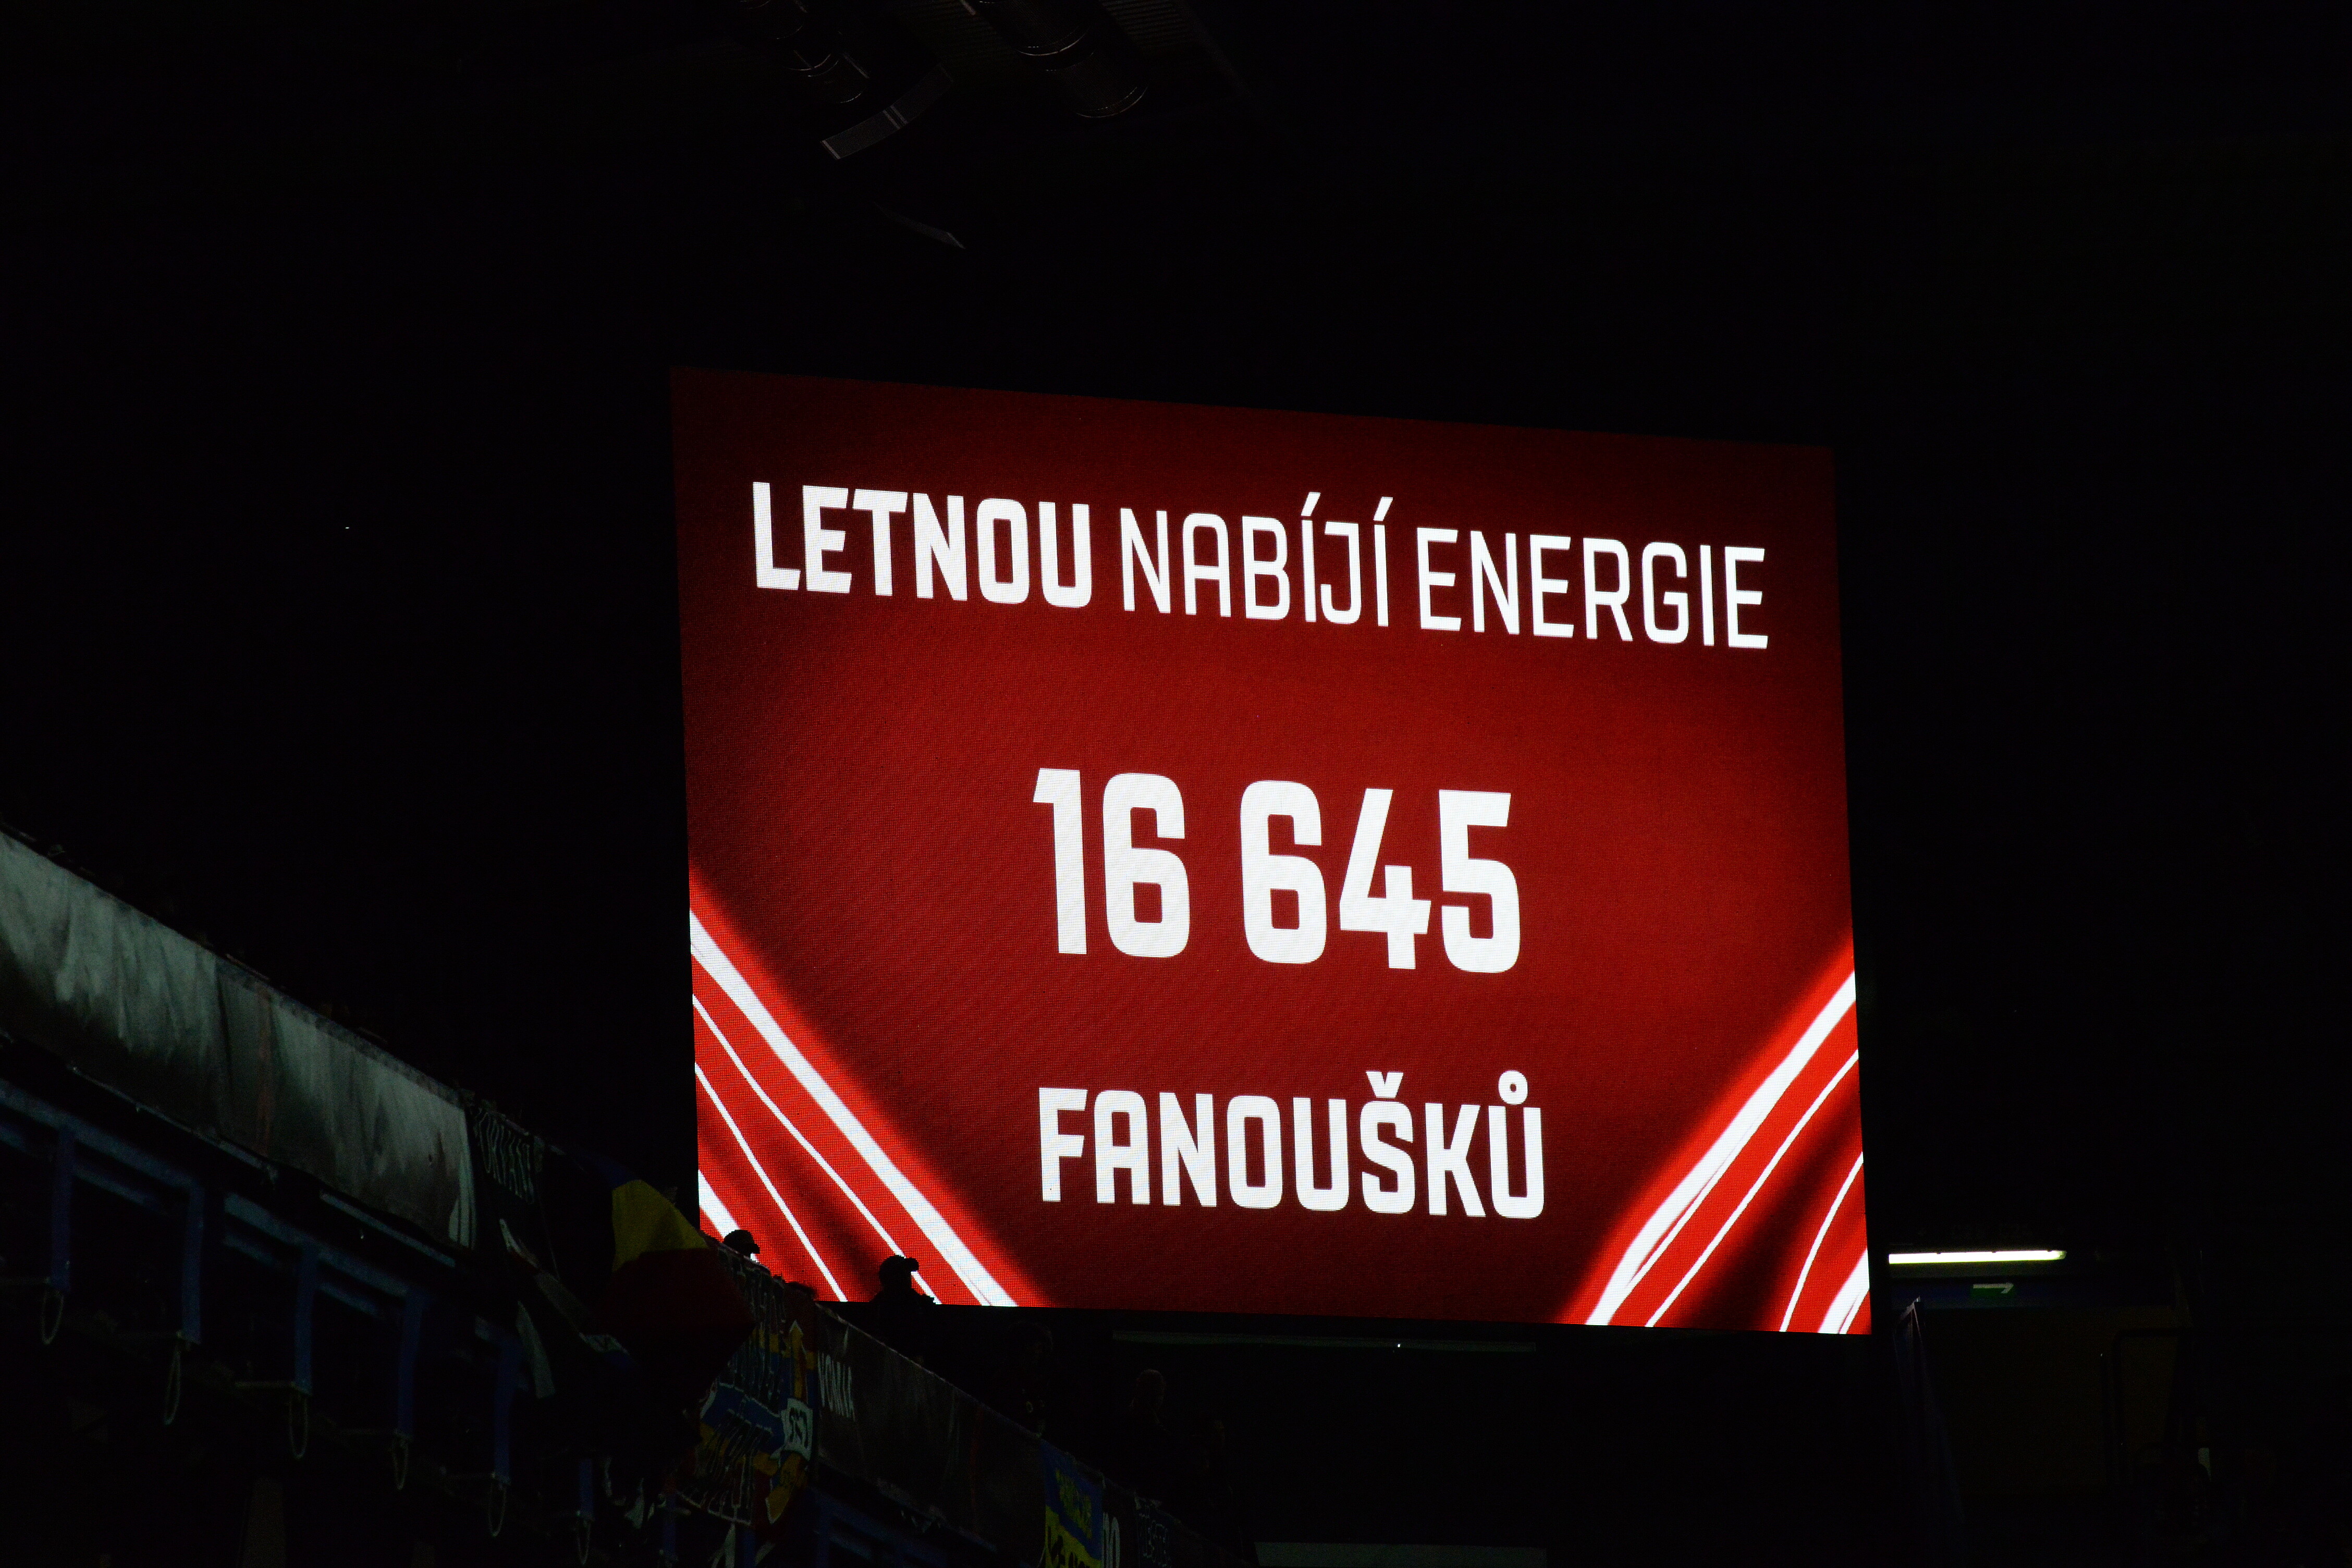 LETNOU NABÍJÍ ENERGIE
16 645
FANOUŠKŮ